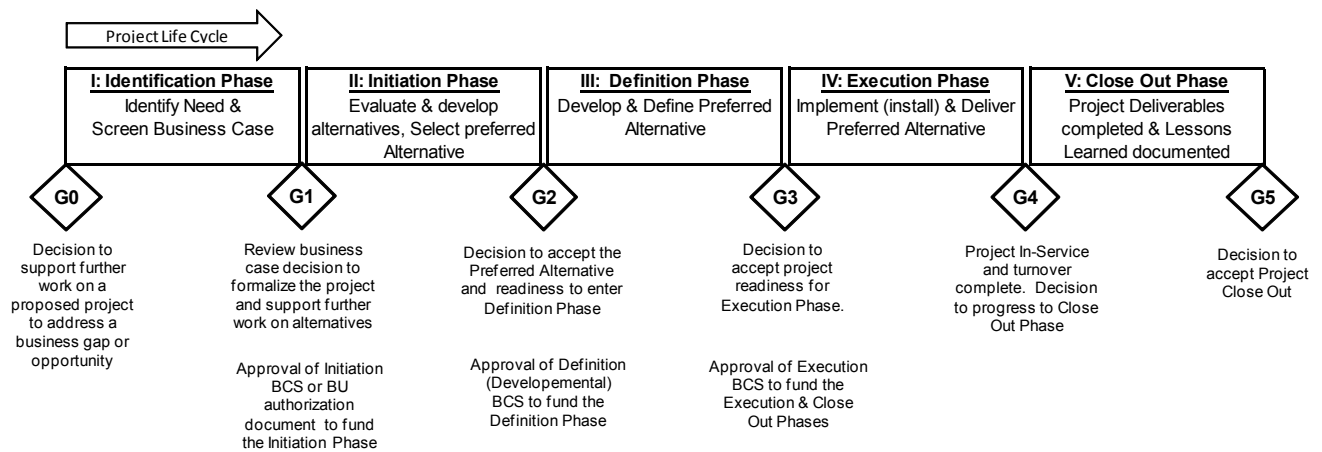 Project Life Cycle
I: Identification Phase
Identify Need &
Screen Business Case
II: Initiation Phase
Evaluate & develop
alternatives, Select preferred
Alternative
III:  Definition Phase
Develop & Define Preferred
Alternative
IV: Execution Phase
Implement (install) & Deliver
Preferred Alternative
V: Close Out Phase
Project Deliverables
completed & Lessons
Learned documented
G0
G1
G2
G3
G4
G5
Decision to
support further
work on a
proposed project
to address a
business gap or
opportunity
Review business
case decision to
formalize the project
and support further
work on alternatives
Approval of Initiation
BCS or BU
authorization
document  to fund
the Initiation Phase
Decision to accept the
Preferred Alternative
and  readiness to enter
Definition Phase
Approval of Definition
(Developemental)
BCS to fund the
Definition Phase
Decision to
accept project
readiness for
Execution Phase.
Approval of Execution
BCS to fund the
Execution & Close
Out Phases
Project In-Service
and turnover
complete.  Decision
to progress to Close
Out Phase
Decision to
accept Project
Close Out